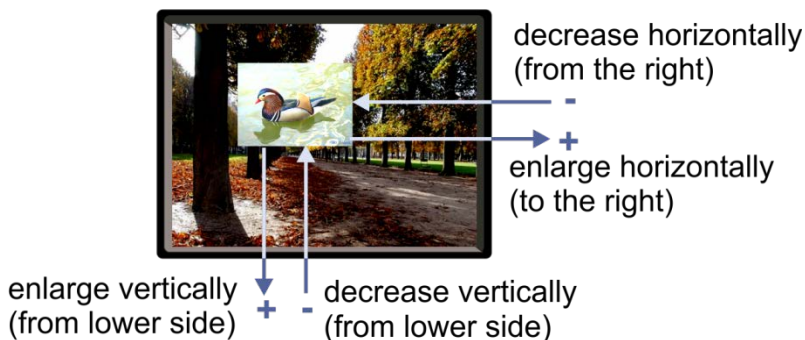 decrease horizontally
(from the right)
-
+
enlarge horizontally
(to the right)
enlarge vertically
(from lower side)
+
-
decrease vertically
(from lower side)